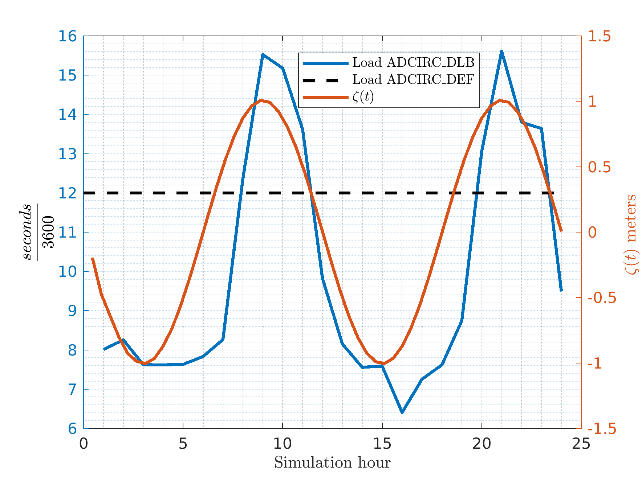 16
15
14
13
12
11
10
9
8
7
6
seconds
3600
Load ADCIRC_DLB
Load ADCIRC_DEF
ζ(t)
1.5
1
0.5
0
-0.5
-1
-1.5
ζ(t) meters
0 5 10 15 20 25
Simulation hour